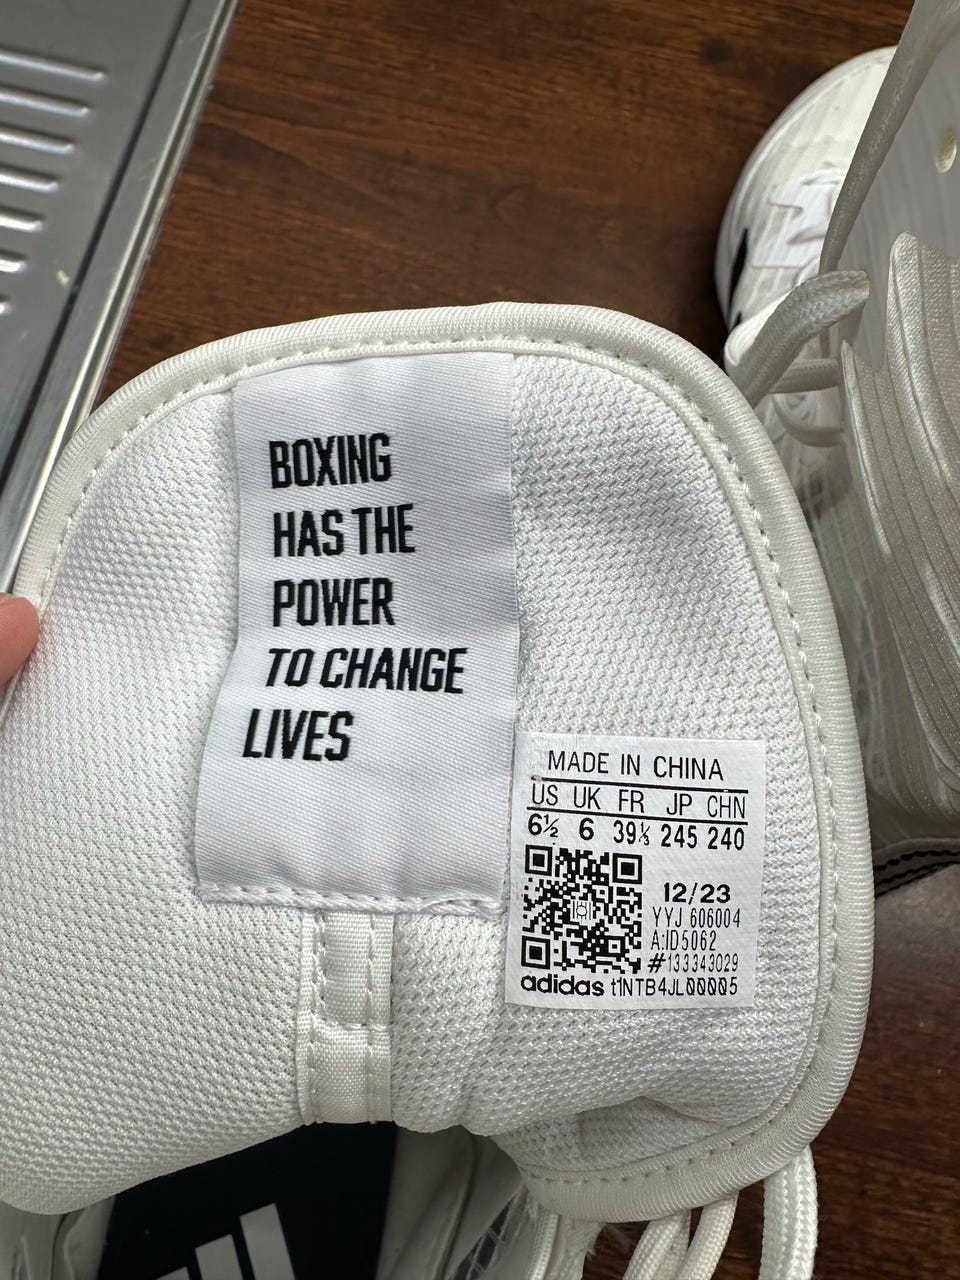 BOXING
HAS THE
POWER
TO CHANGE
LIVES
MADE IN CHINA
US UK FR JP CHN
6½ 6 39⅓ 245 240
12/23
YYJ 606004
A:ID5062
#133343029
adidas t1NTB4JL00005